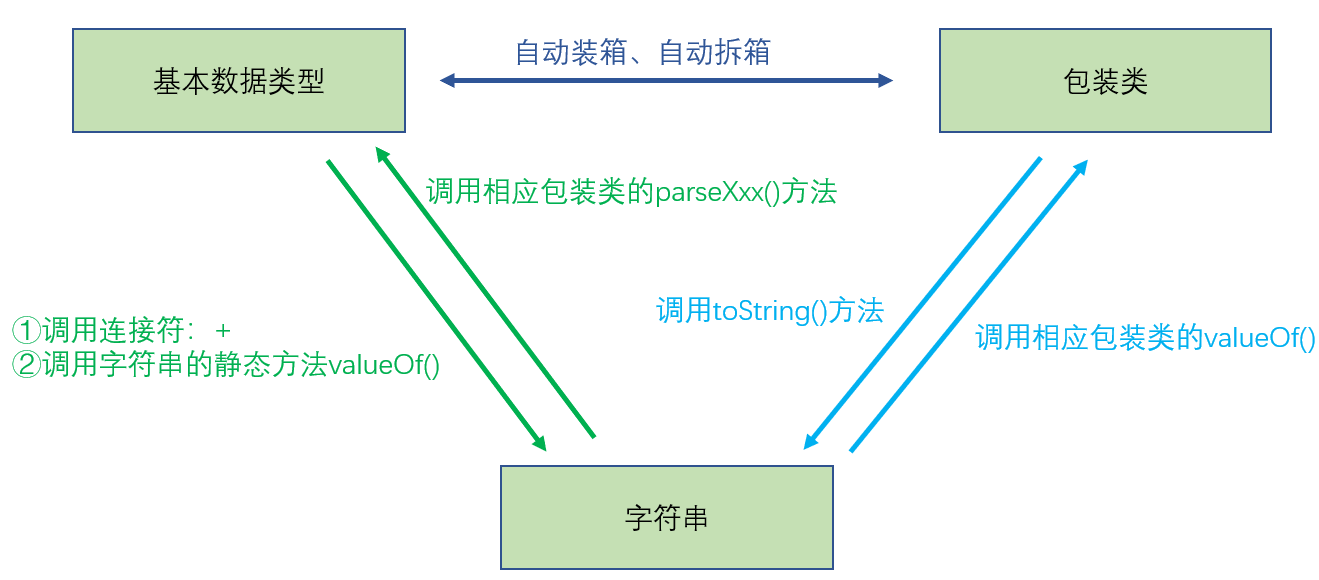 自动装箱、自动拆箱
基本数据类型
包装类
调用相应包装类的parseXxx()方法
调用toString()方法
①调用连接符：+
调用相应包装类的valueOf()
②调用字符串的静态方法valueOf()
字符串